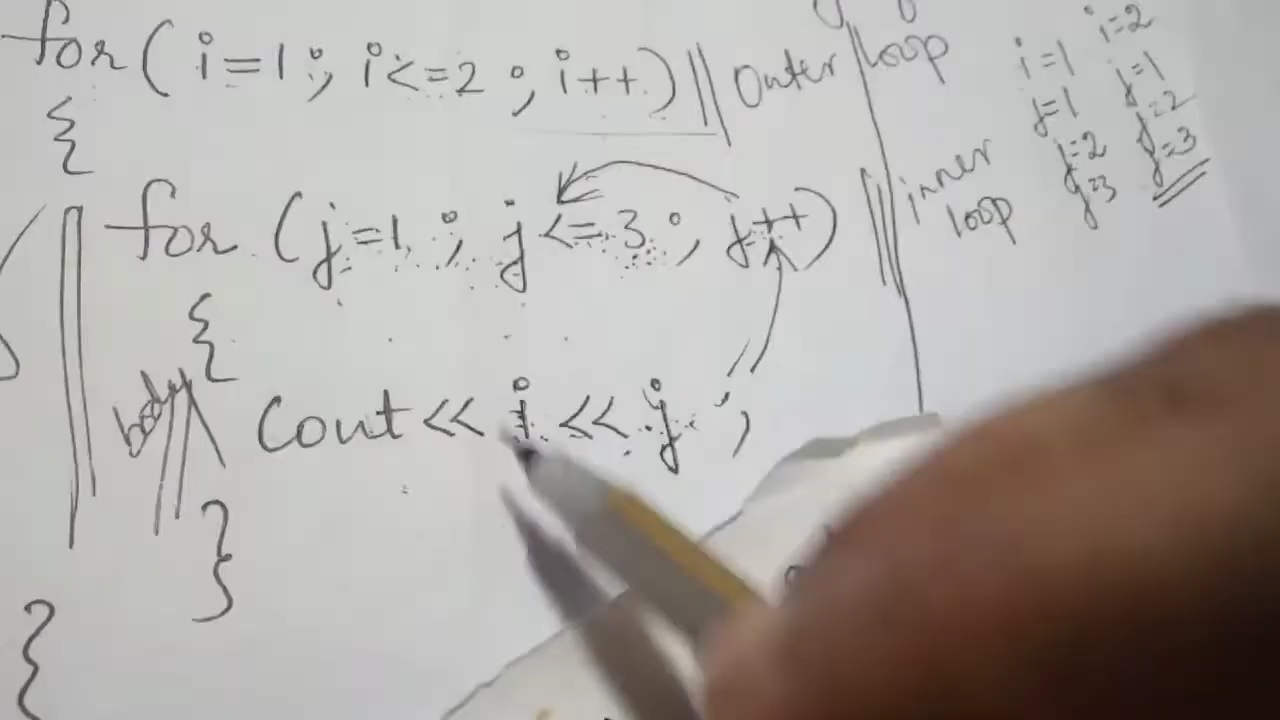 for ( i=1 ; i<=2 ; i++) || Outer loop
{
for ( j=1 ; j<=3 ; j++) || inner loop
{
body
Cout << i << j ;
}
}
i=1
j=1
j=2
j=3
i=2
j=1
j=2
j=3